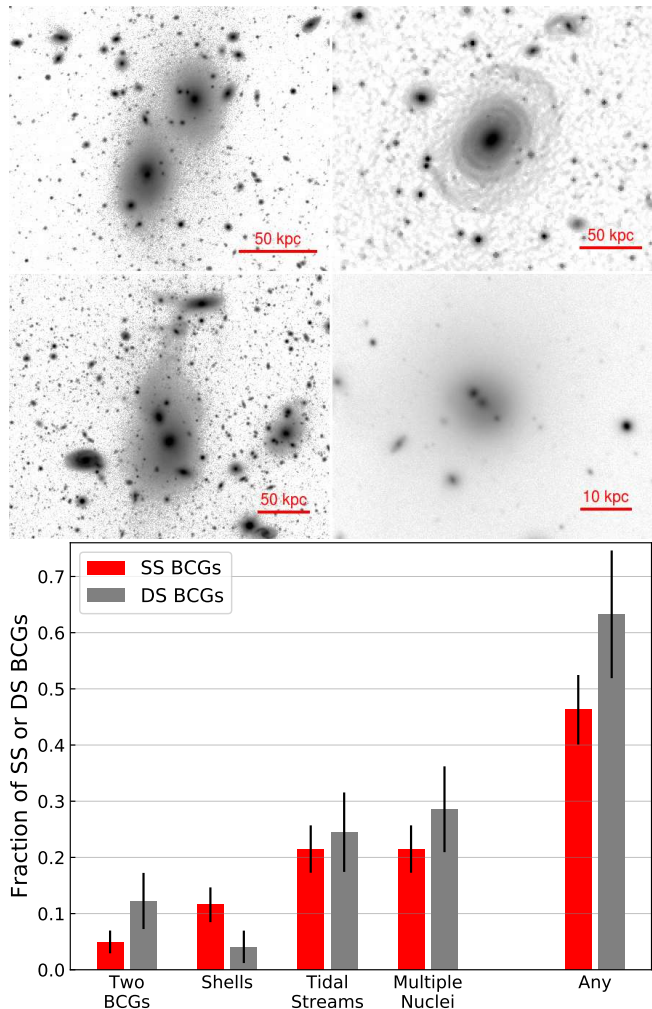 50 kpc
50 kpc
50 kpc
10 kpc
SS BCGs
DS BCGs
Fraction of SS or DS BCGs
0.7
0.6
0.5
0.4
0.3
0.2
0.1
0.0
Two
BCGs
Shells
Tidal
Streams
Multiple
Nuclei
Any